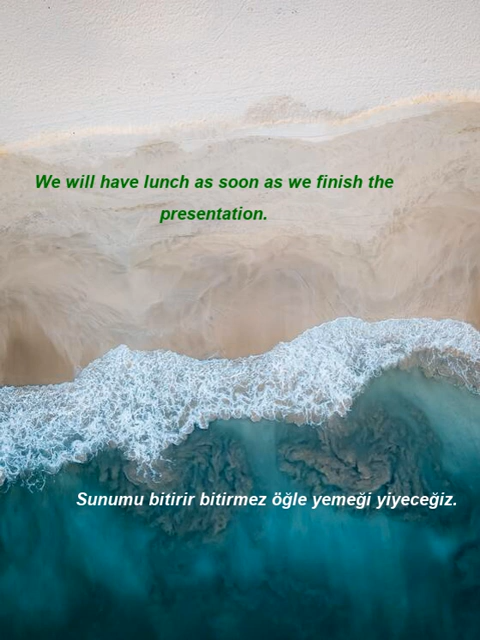 We will have lunch as soon as we finish the
presentation.
Sunumu bitirir bitirmez öğle yemeği yiyeceğiz.